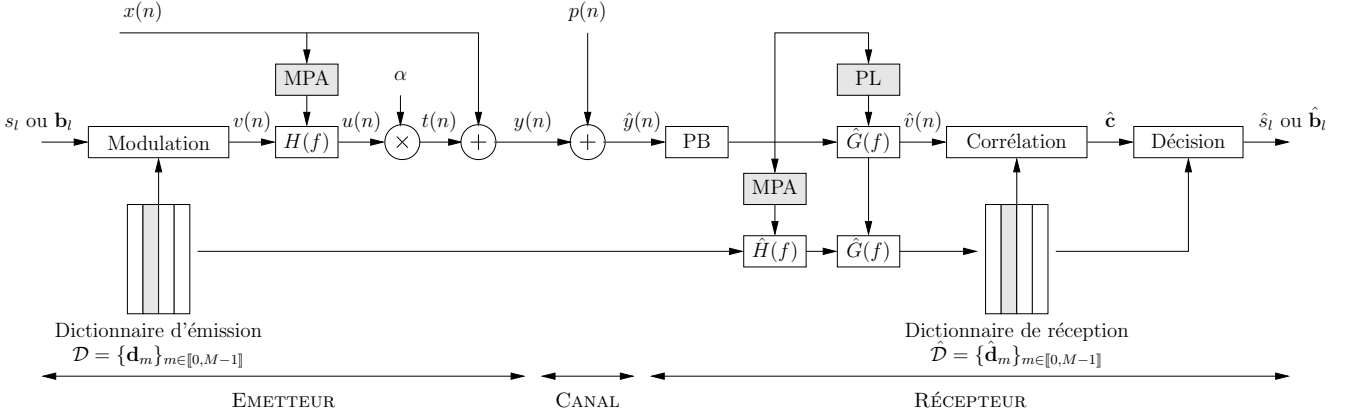 x(n)
p(n)
MPA
PL
α
s_l ou b_l
Modulation
v(n)
H(f)
u(n)
×
t(n)
+
y(n)
+
ŷ(n)
PB
Ĝ(f)
v̂(n)
Corrélation
ĉ
Décision
ŝ_l ou b̂_l
MPA
Ĥ(f)
Ĝ(f)
Dictionnaire d'émission
𝒟 = {d_m}_{m∈⟦0,M−1⟧}
Dictionnaire de réception
𝒟̂ = {d̂_m}_{m∈⟦0,M−1⟧}
EMETTEUR
CANAL
RÉCEPTEUR